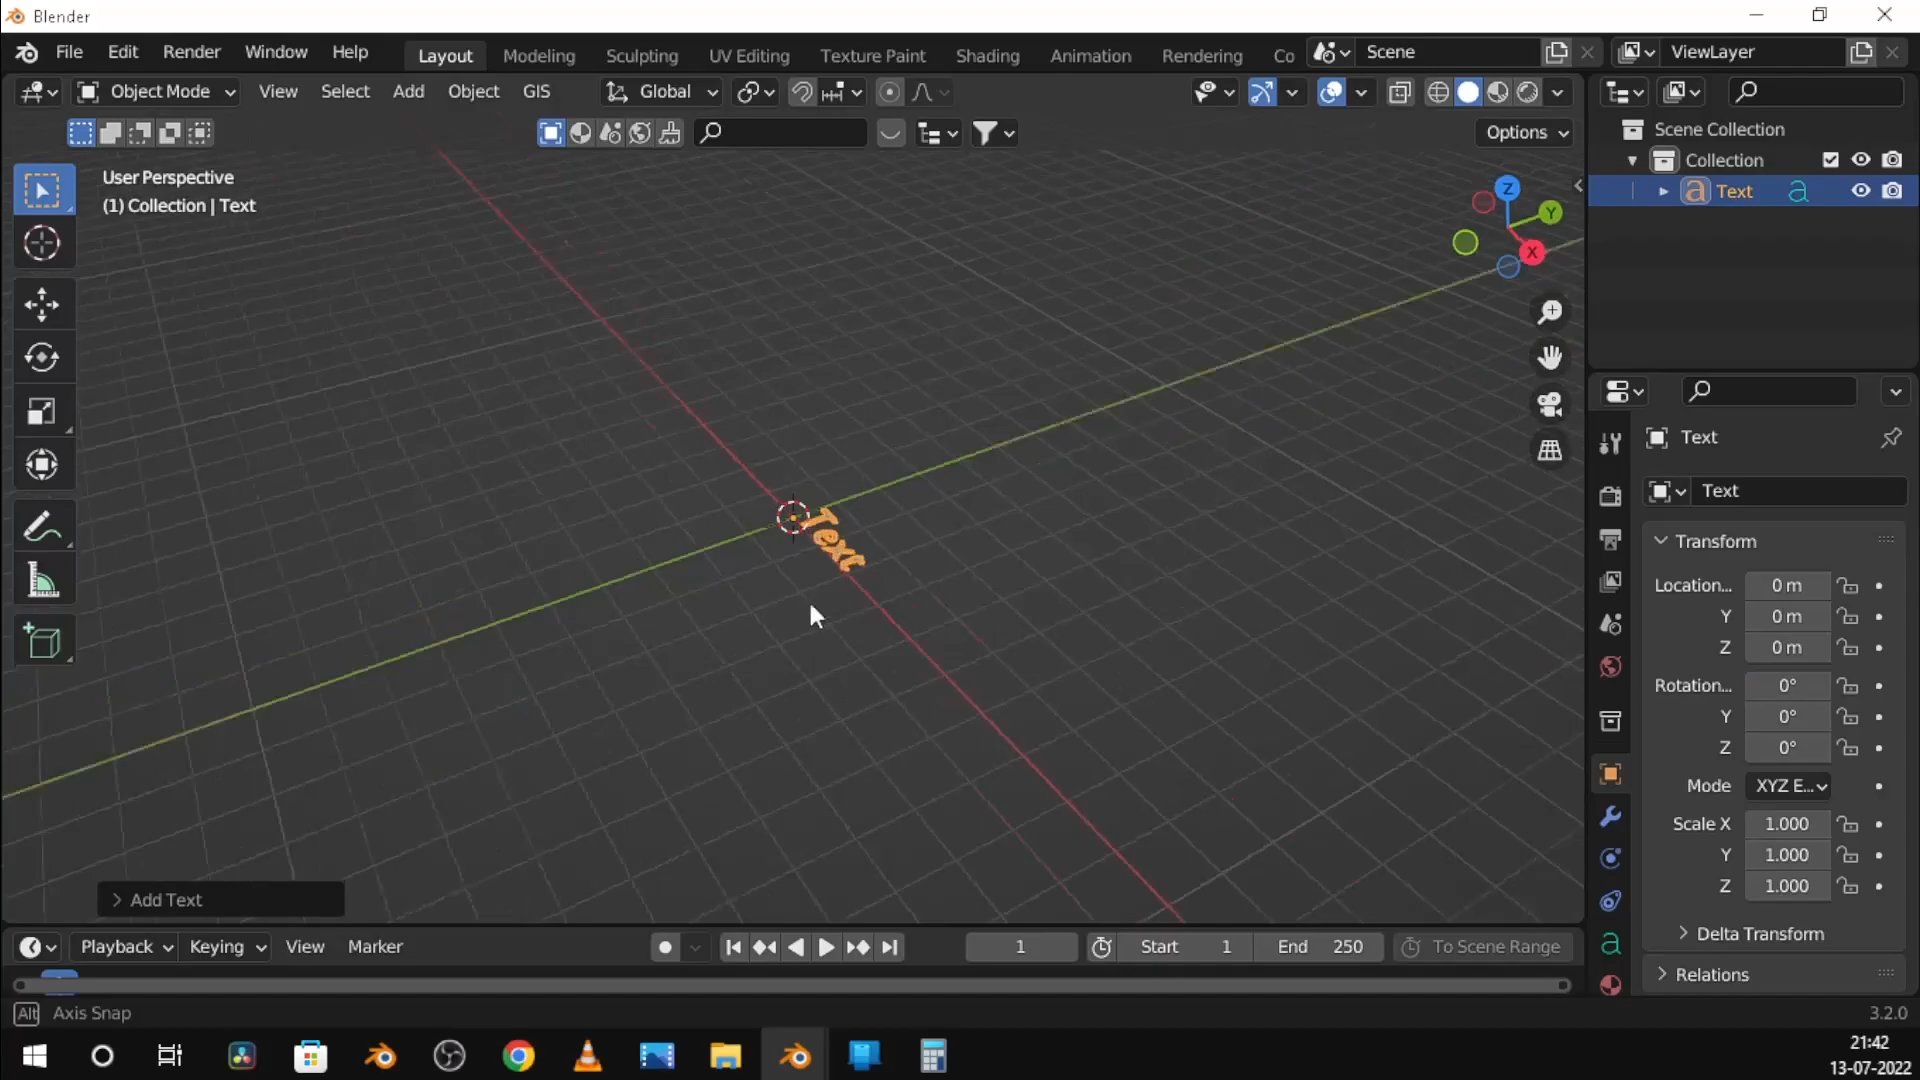 Blender
File Edit Render Window Help Layout Modeling Sculpting UV Editing Texture Paint Shading Animation Rendering Co Scene ViewLayer
Object Mode View Select Add Object GIS Global
Options
User Perspective
(1) Collection | Text
Z
Y
X
Text
Scene Collection
Collection
Text
Text
Text
Transform
Location... 0 m
Y 0 m
Z 0 m
Rotation... 0°
Y 0°
Z 0°
Mode XYZ E...
Scale X 1.000
Y 1.000
Z 1.000
Delta Transform
Relations
Add Text
Playback Keying View Marker 1 Start 1 End 250 To Scene Range
Alt Axis Snap 3.2.0
21:42
13-07-2022